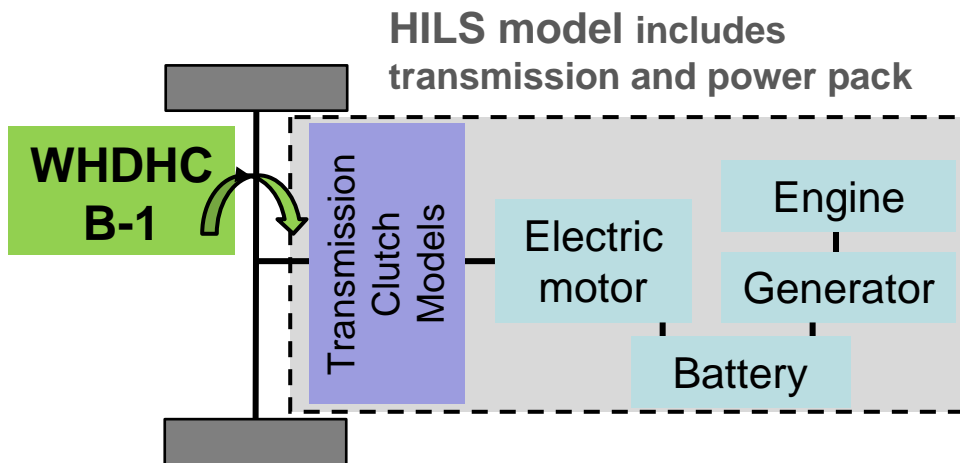 HILS model includes
transmission and power pack
WHDHC
B-1
Transmission
Clutch
Models
Electric
motor
Engine
Generator
Battery